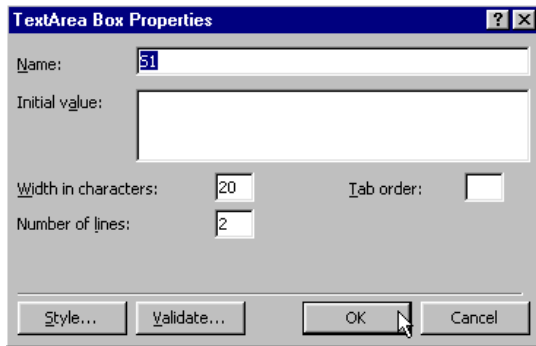 TextArea Box Properties
Name: S1
Initial value:
Width in characters: 20 Tab order:
Number of lines: 2
Style... Validate... OK Cancel